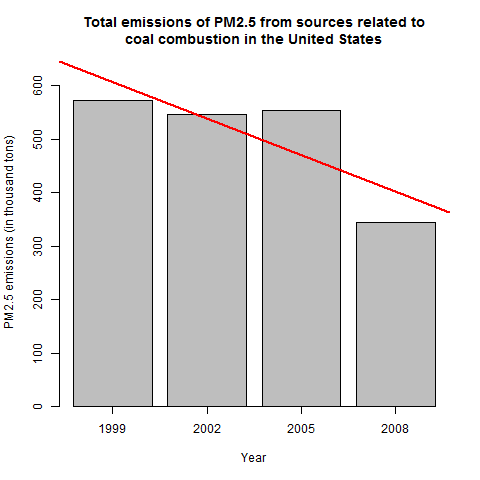 Total emissions of PM2.5 from sources related to
coal combustion in the United States
PM2.5 emissions (in thousand tons)
600
500
400
300
200
100
0
1999 2002 2005 2008
Year